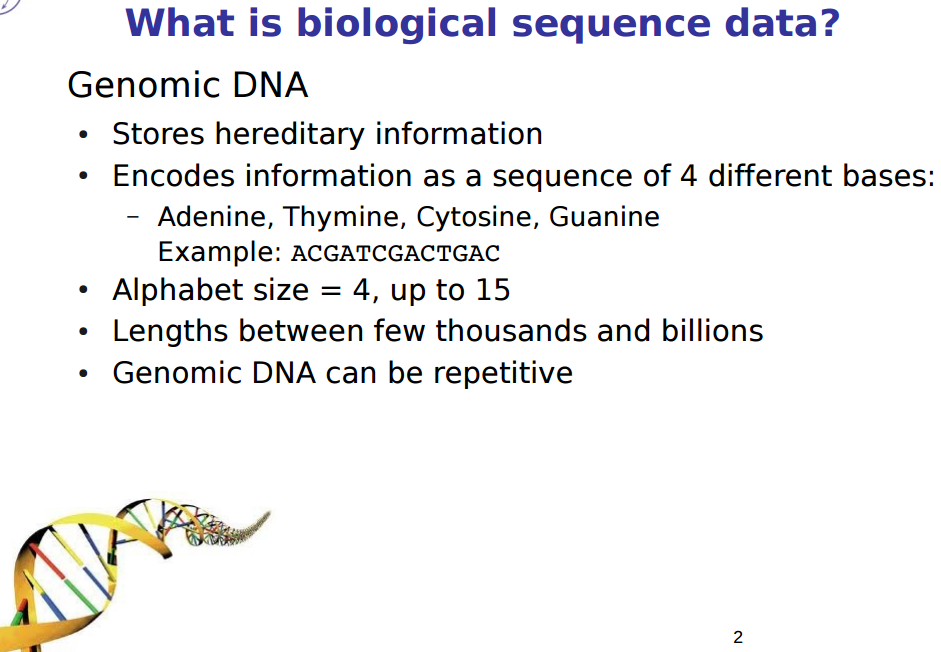 What is biological sequence data?
Genomic DNA
• Stores hereditary information
• Encodes information as a sequence of 4 different bases:
– Adenine, Thymine, Cytosine, Guanine
Example: ACGATCGACTGAC
• Alphabet size = 4, up to 15
• Lengths between few thousands and billions
• Genomic DNA can be repetitive
2